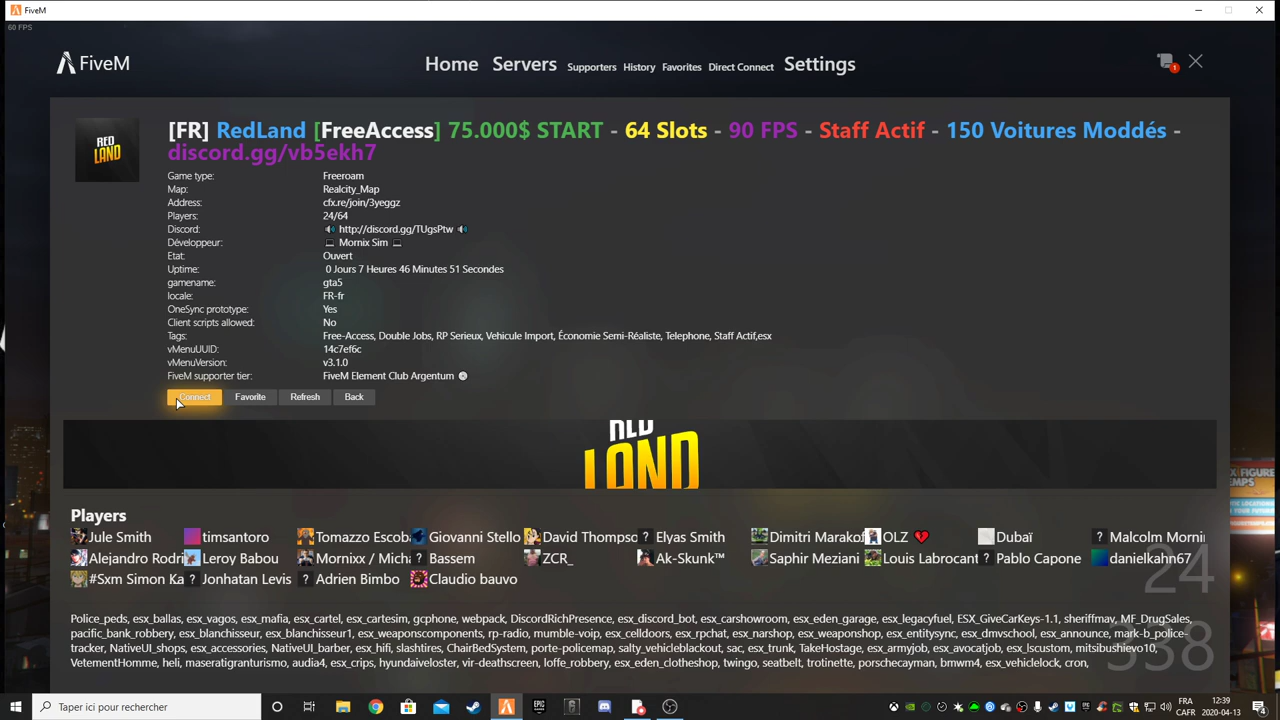 FiveM
60 FPS
FiveM
Home Servers Supporters History Favorites Direct Connect Settings
1
RED LAND
[FR] RedLand [FreeAccess] 75.000$ START - 64 Slots - 90 FPS - Staff Actif - 150 Voitures Moddés -
discord.gg/vb5ekh7
Game type: Freeroam
Map: Realcity_Map
Address: cfx.re/join/3yeggz
Players: 24/64
Discord: 🔊 http://discord.gg/TUgsPtw 🔊
Développeur: 💻 Mornix Sim 💻
Etat: Ouvert
Uptime: 0 Jours 7 Heures 46 Minutes 51 Secondes
gamename: gta5
locale: FR-fr
OneSync prototype: Yes
Client scripts allowed: No
Tags: Free-Access, Double Jobs, RP Serieux, Vehicule Import, Économie Semi-Réaliste, Telephone, Staff Actif,esx
vMenuUUID: 14c7ef6c
vMenuVersion: v3.1.0
FiveM supporter tier: FiveM Element Club Argentum
Connect Favorite Refresh Back
RED
LAND
Players
Jule Smith timsantoro Tomazzo Escoba Giovanni Stello David Thompso ? Elyas Smith Dimitri Marakof OLZ 💔 Dubaï ? Malcolm Morni
Alejandro Rodri Leroy Babou Mornixx / Micha ? Bassem ZCR_ Ak-Skunk™ Saphir Meziani Louis Labrocant ? Pablo Capone danielkahn67
#Sxm Simon Ka ? Jonhatan Levis ? Adrien Bimbo Claudio bauvo
24
Police_peds, esx_ballas, esx_vagos, esx_mafia, esx_cartel, esx_cartesim, gcphone, webpack, DiscordRichPresence, esx_discord_bot, esx_carshowroom, esx_eden_garage, esx_legacyfuel, ESX_GiveCarKeys-1.1, sheriffmav, MF_DrugSales,
pacific_bank_robbery, esx_blanchisseur, esx_blanchisseur1, esx_weaponscomponents, rp-radio, mumble-voip, esx_celldoors, esx_rpchat, esx_narshop, esx_weaponshop, esx_entitysync, esx_dmvschool, esx_announce, mark-b_police-
tracker, NativeUI_shops, esx_accessories, NativeUI_barber, esx_hifi, slashtires, ChairBedSystem, porte-policemap, salty_vehicleblackout, sac, esx_trunk, TakeHostage, esx_armyjob, esx_avocatjob, esx_lscustom, mitsibushievo10,
VetementHomme, heli, maseratigranturismo, audia4, esx_crips, hyundaiveloster, vir-deathscreen, loffe_robbery, esx_eden_clotheshop, twingo, seatbelt, trotinette, porschecayman, bmwm4, esx_vehiclelock, cron,
338
Taper ici pour rechercher
FRA 12:39
CAFR 2020-04-13
4